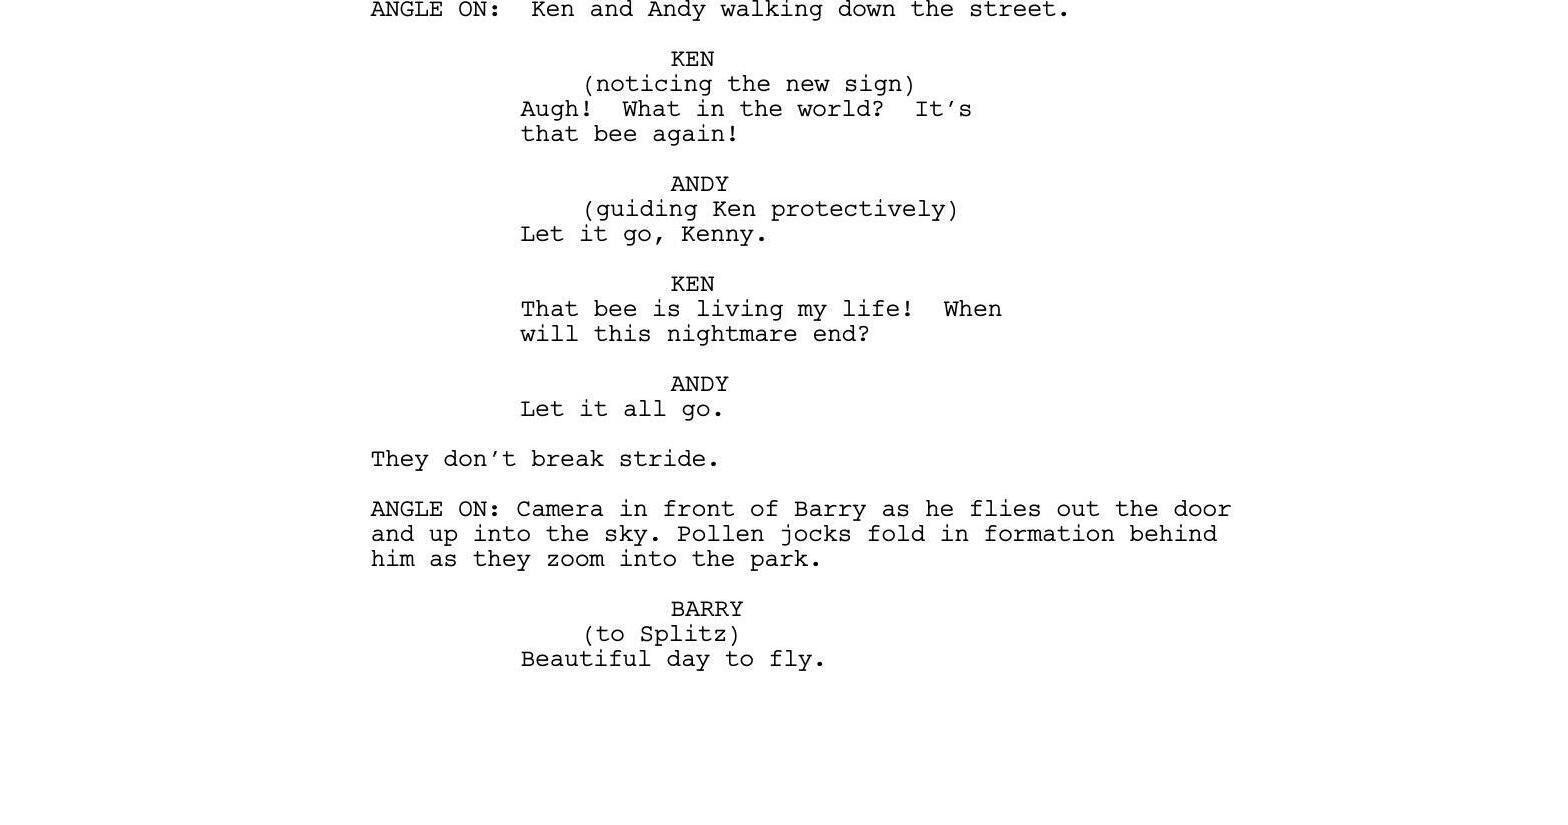 ANGLE ON:  Ken and Andy walking down the street.
KEN
(noticing the new sign)
Augh!  What in the world?  It’s
that bee again!
ANDY
(guiding Ken protectively)
Let it go, Kenny.
KEN
That bee is living my life!  When
will this nightmare end?
ANDY
Let it all go.
They don’t break stride.
ANGLE ON: Camera in front of Barry as he flies out the door
and up into the sky. Pollen jocks fold in formation behind
him as they zoom into the park.
BARRY
(to Splitz)
Beautiful day to fly.